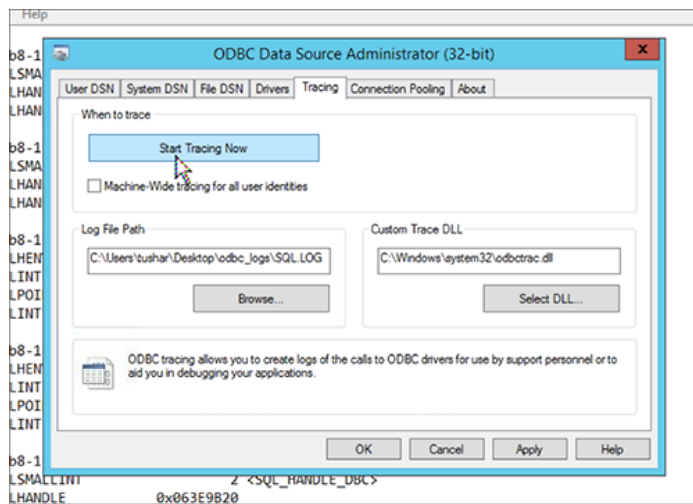 Help
b8-1
ODBC Data Source Administrator (32-bit)
x
LSMA
LHAN
LHAN
User DSN System DSN File DSN Drivers Tracing Connection Pooling About
When to trace
b8-1
Start Tracing Now
LSMA
LHAN
Machine-Wide tracing for all user identities
LHAN
Log File Path
Custom Trace DLL
b8-1
LHEN
C:\Users\tushar\Desktop\odbc_logs\SQL.LOG
C:\Windows\system32\odbctrac.dll
LINT
LPOI
Browse...
Select DLL...
LINT
b8-1
ODBC tracing allows you to create logs of the calls to ODBC drivers for use by support personnel or to
LHEN
aid you in debugging your applications.
LINT
LPOI
LINT
OK Cancel Apply Help
b8-1
LSMALLINT 2 <SQL_HANDLE_DBC>
LHANDLE 0x063E9B20